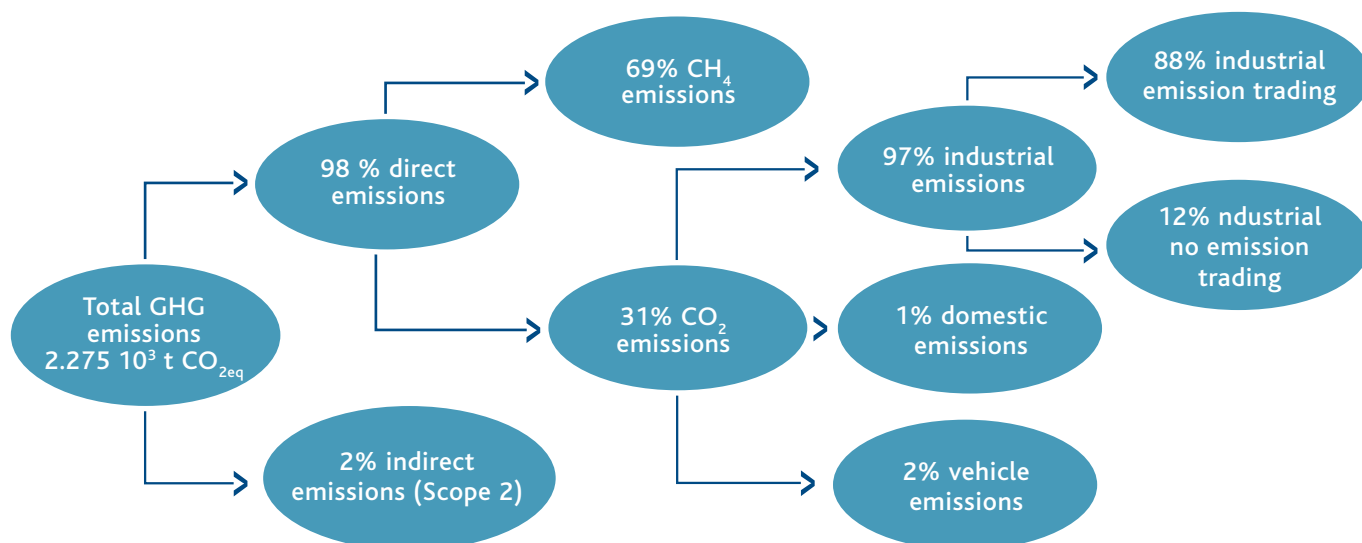 Total GHG
emissions
2.275 10³ t CO₂eq
98 % direct
emissions
2% indirect
emissions (Scope 2)
69% CH₄
emissions
31% CO₂
emissions
97% industrial
emissions
1% domestic
emissions
2% vehicle
emissions
88% industrial
emission trading
12% ndustrial
no emission
trading